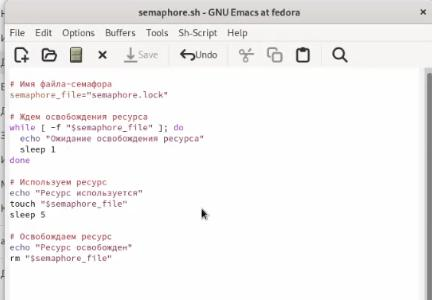 semaphore.sh - GNU Emacs at fedora
File Edit Options Buffers Tools Sh-Script Help
Save Undo
# Имя файла-семафора
semaphore_file="semaphore.lock"
# Ждем освобождения ресурса
while [ -f "$semaphore_file" ]; do
echo "Ожидание освобождения ресурса"
sleep 1
done
# Используем ресурс
echo "Ресурс используется"
touch "$semaphore_file"
sleep 5
# Освобождаем ресурс
echo "Ресурс освобожден"
rm "$semaphore_file"